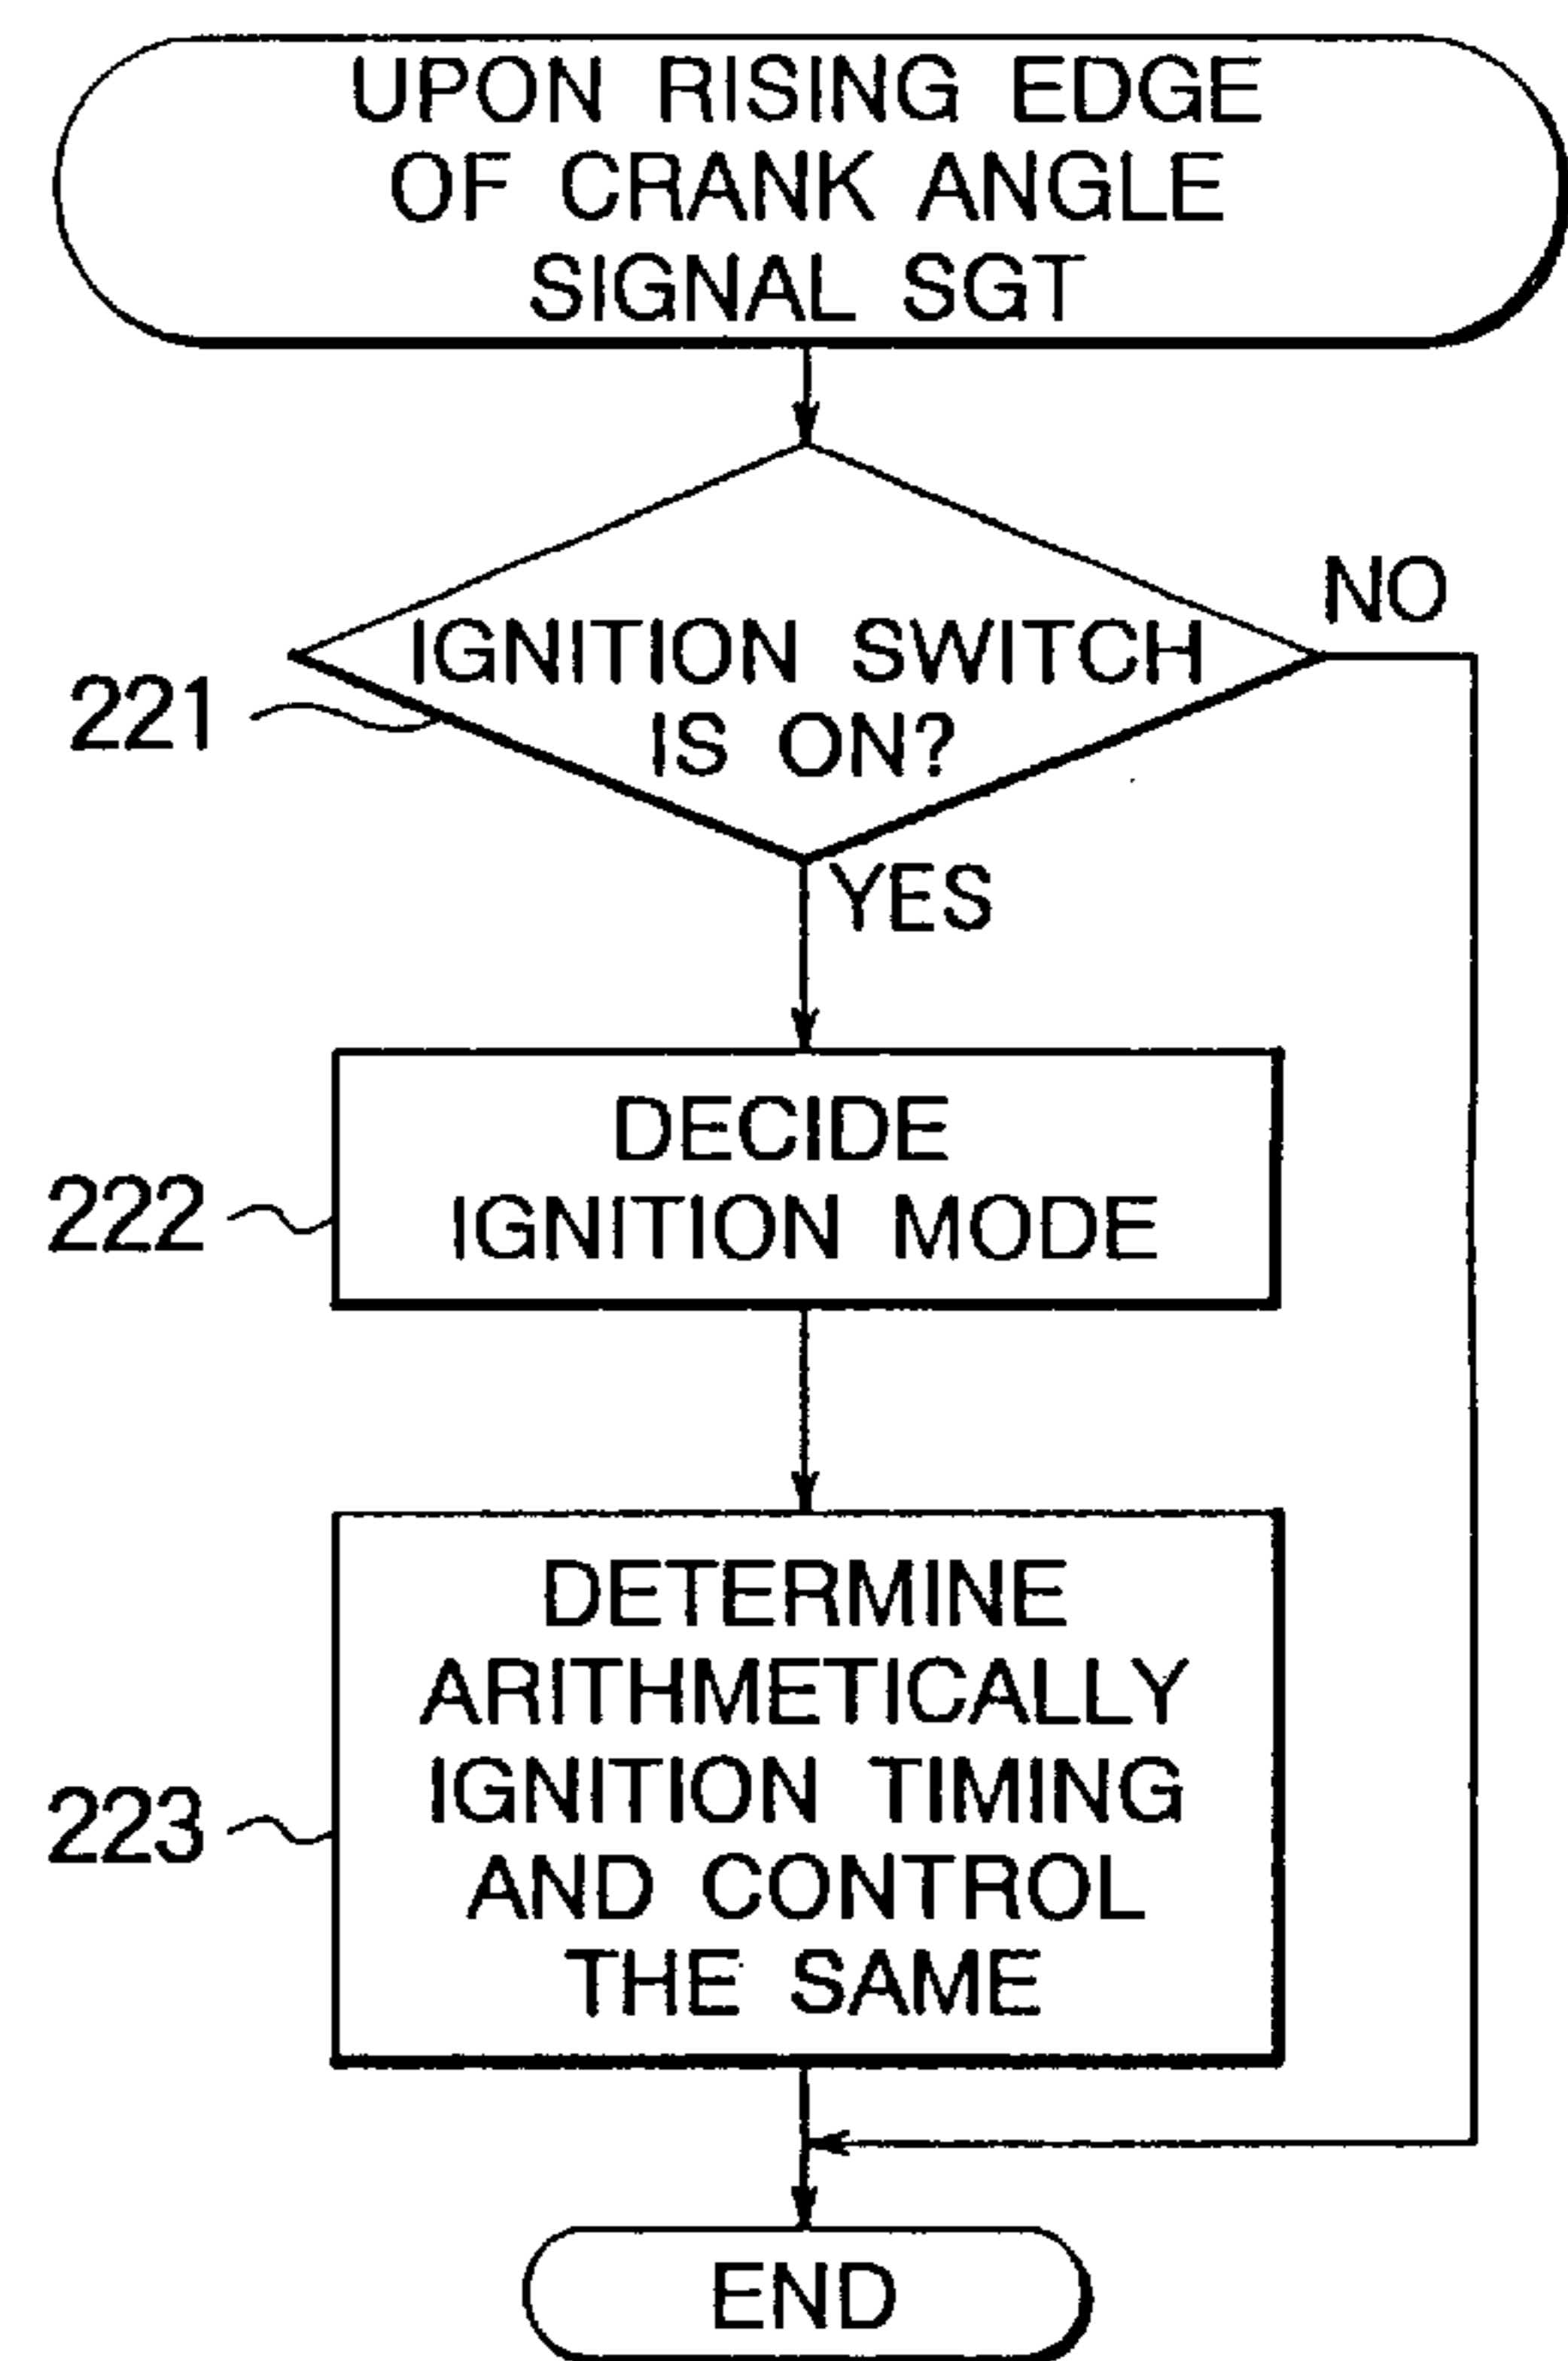 UPON RISING EDGE
OF CRANK ANGLE
SIGNAL SGT
NO
IGNITION SWITCH
IS ON?
221
YES
DECIDE
IGNITION MODE
222
DETERMINE
ARITHMETICALLY
IGNITION TIMING
AND CONTROL
THE SAME
223
END